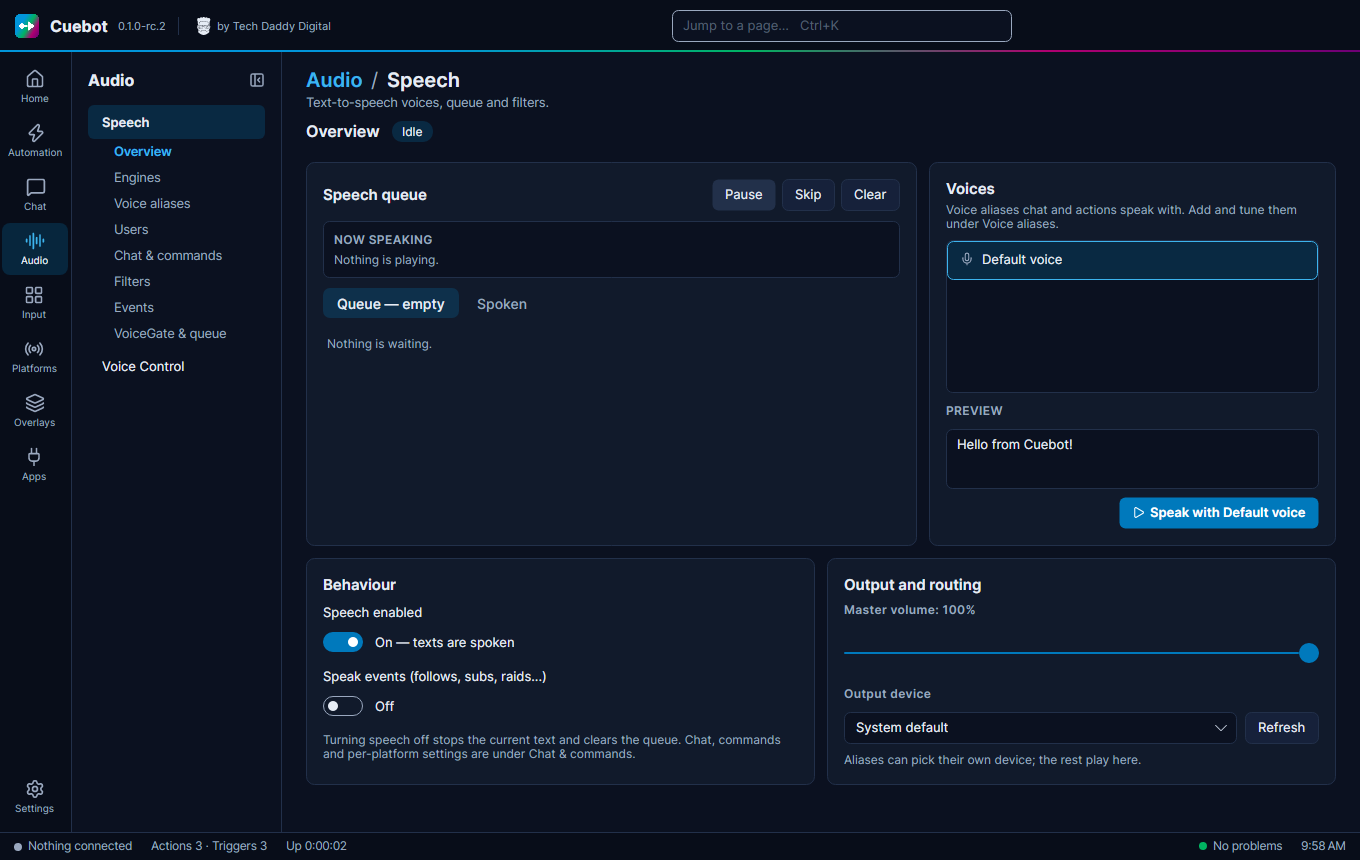 Cuebot 0.1.0-rc.2 by Tech Daddy Digital
Jump to a page... Ctrl+K
Home
Automation
Chat
Audio
Input
Platforms
Overlays
Apps
Settings
Audio
Speech
Overview
Engines
Voice aliases
Users
Chat & commands
Filters
Events
VoiceGate & queue
Voice Control
Audio / Speech
Text-to-speech voices, queue and filters.
Overview Idle
Speech queue Pause Skip Clear
NOW SPEAKING
Nothing is playing.
Queue — empty Spoken
Nothing is waiting.
Voices
Voice aliases chat and actions speak with. Add and tune them
under Voice aliases.
Default voice
PREVIEW
Hello from Cuebot!
Speak with Default voice
Behaviour
Speech enabled
On — texts are spoken
Speak events (follows, subs, raids...)
Off
Turning speech off stops the current text and clears the queue. Chat, commands
and per-platform settings are under Chat & commands.
Output and routing
Master volume: 100%
Output device
System default Refresh
Aliases can pick their own device; the rest play here.
Nothing connected Actions 3 · Triggers 3 Up 0:00:02 No problems 9:58 AM